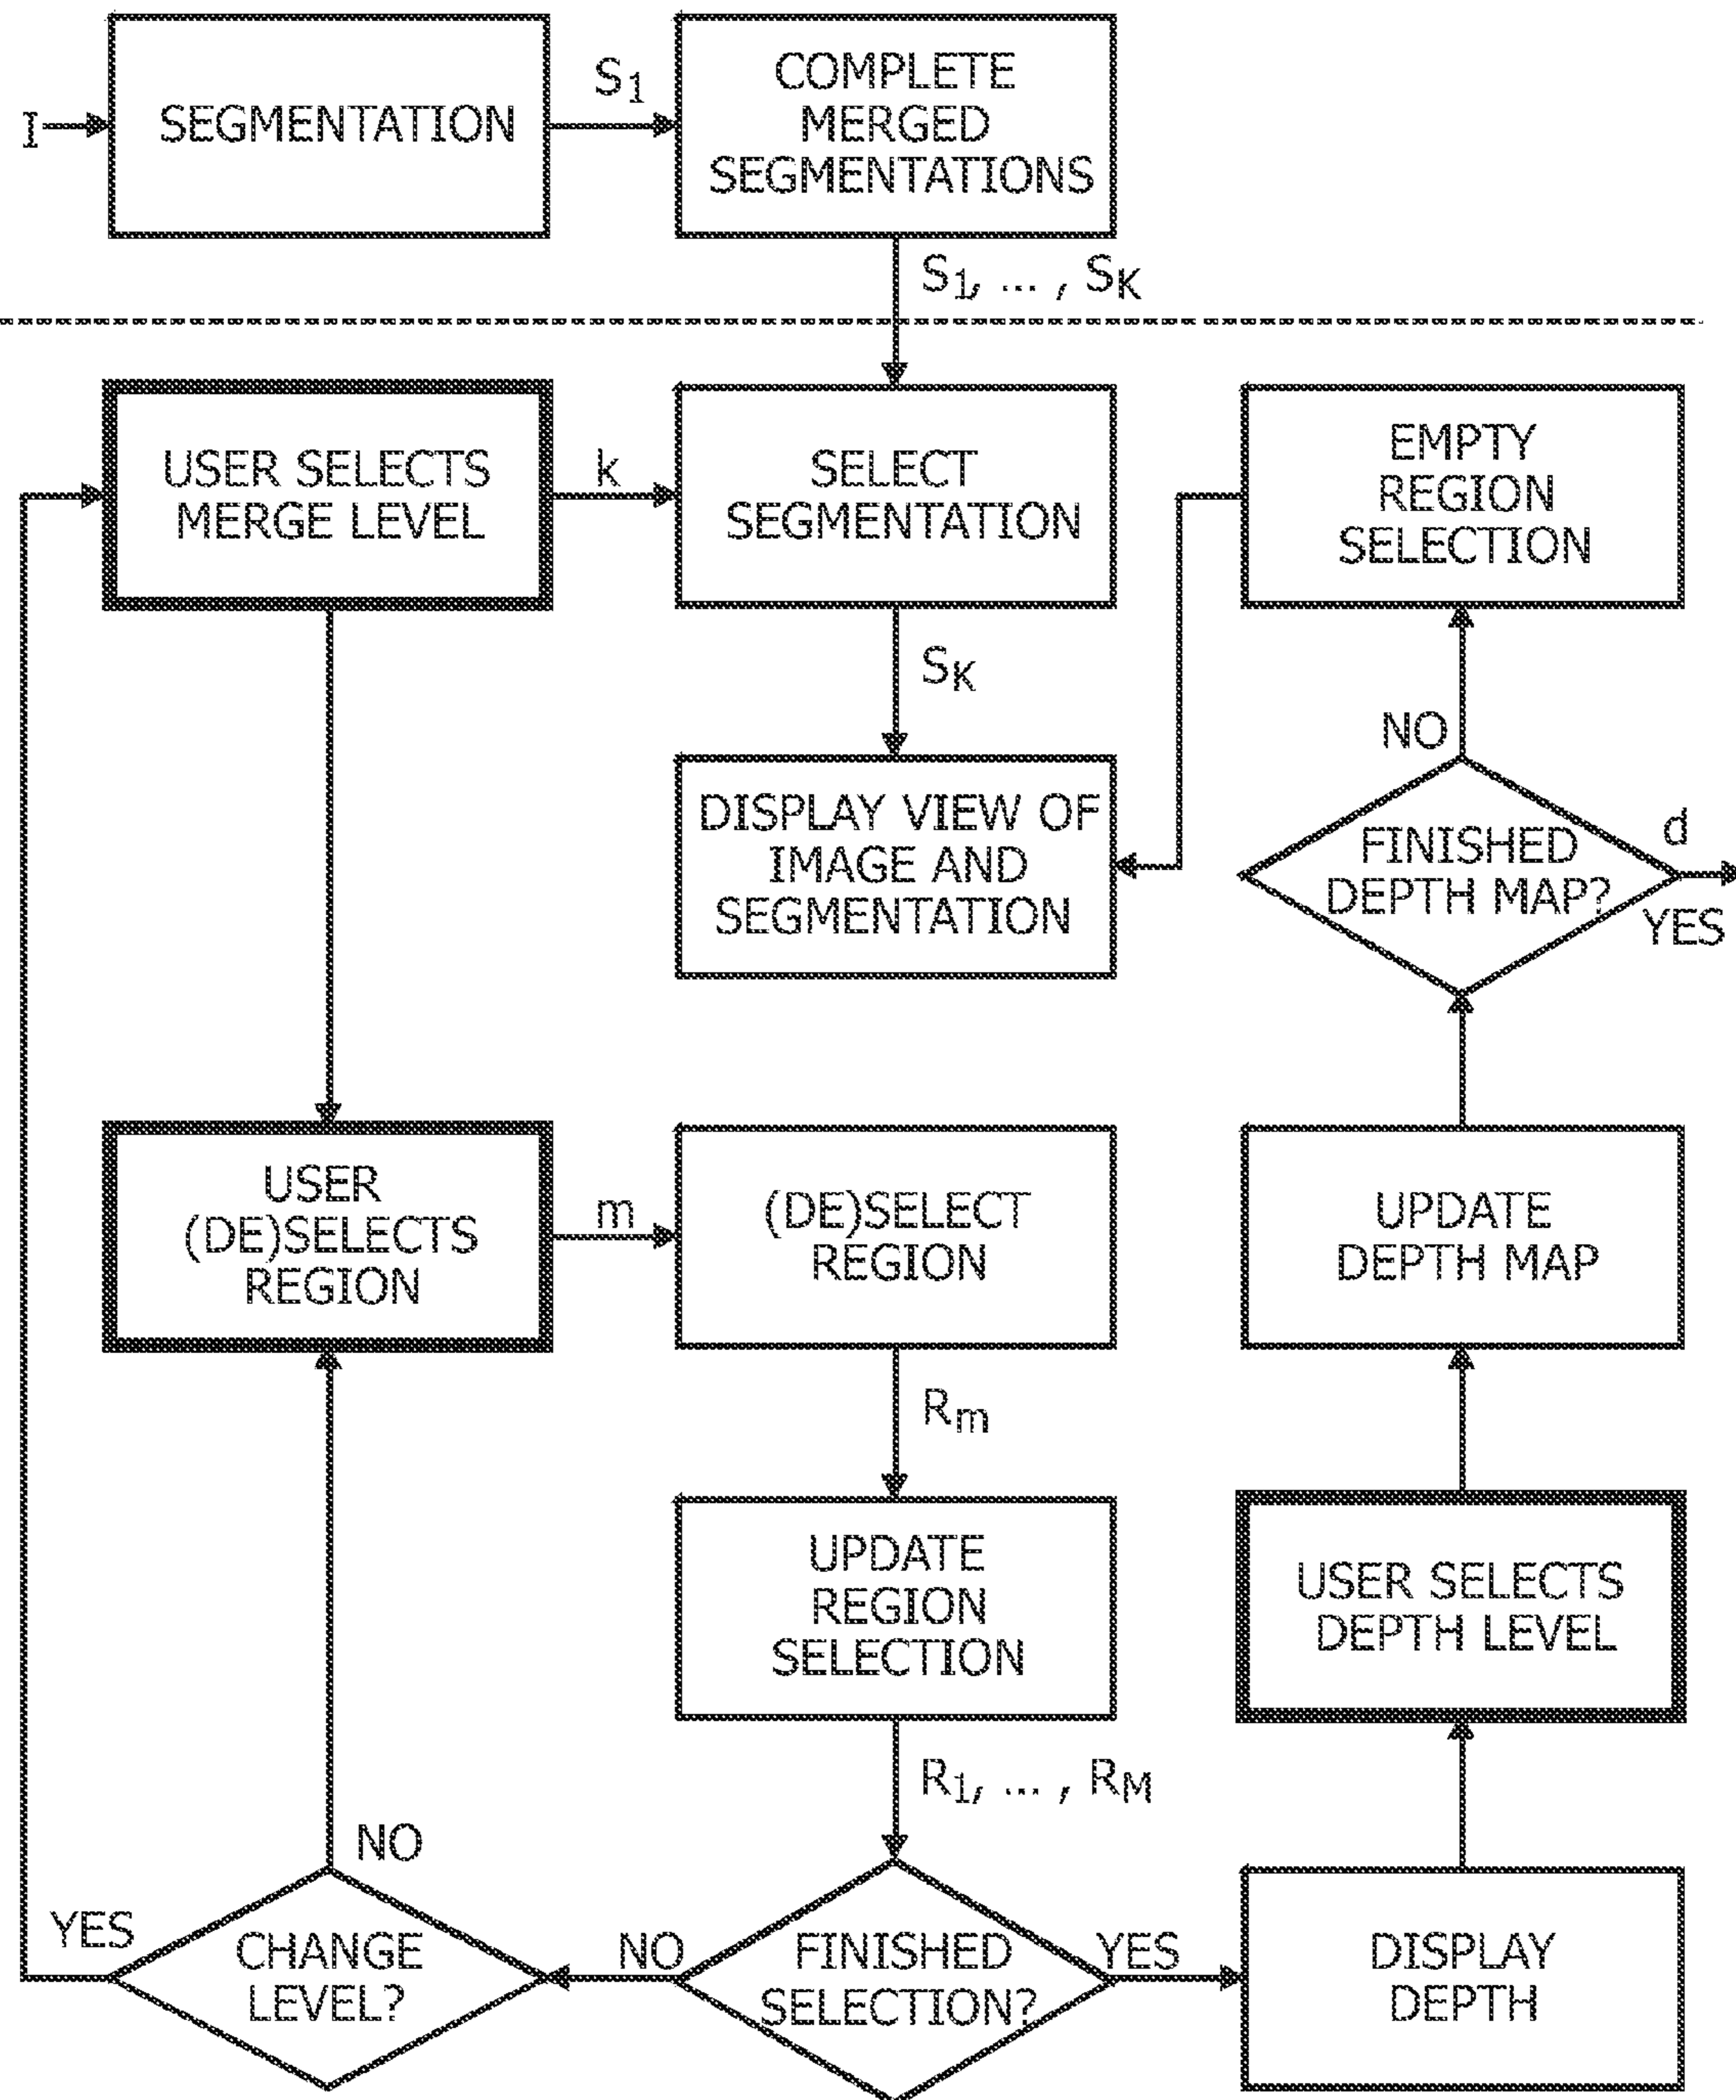 I
SEGMENTATION
S1
COMPLETE
MERGED
SEGMENTATIONS
S1, ... , SK
USER SELECTS
MERGE LEVEL
k
SELECT
SEGMENTATION
EMPTY
REGION
SELECTION
SK
NO
DISPLAY VIEW OF
IMAGE AND
SEGMENTATION
FINISHED
DEPTH MAP?
d
YES
USER
(DE)SELECTS
REGION
m
(DE)SELECT
REGION
UPDATE
DEPTH MAP
Rm
UPDATE
REGION
SELECTION
USER SELECTS
DEPTH LEVEL
R1, ... , RM
NO
YES
CHANGE
LEVEL?
NO
FINISHED
SELECTION?
YES
DISPLAY
DEPTH